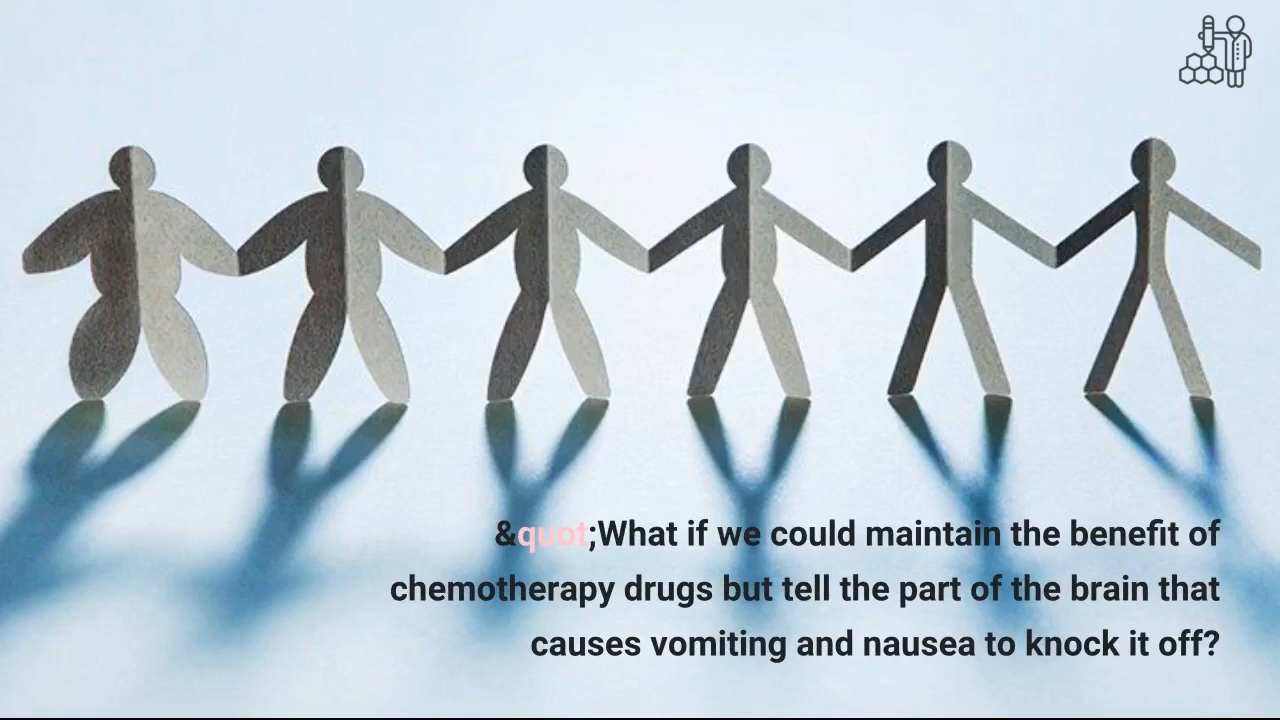 &quot;What if we could maintain the benefit of
chemotherapy drugs but tell the part of the brain that
causes vomiting and nausea to knock it off?